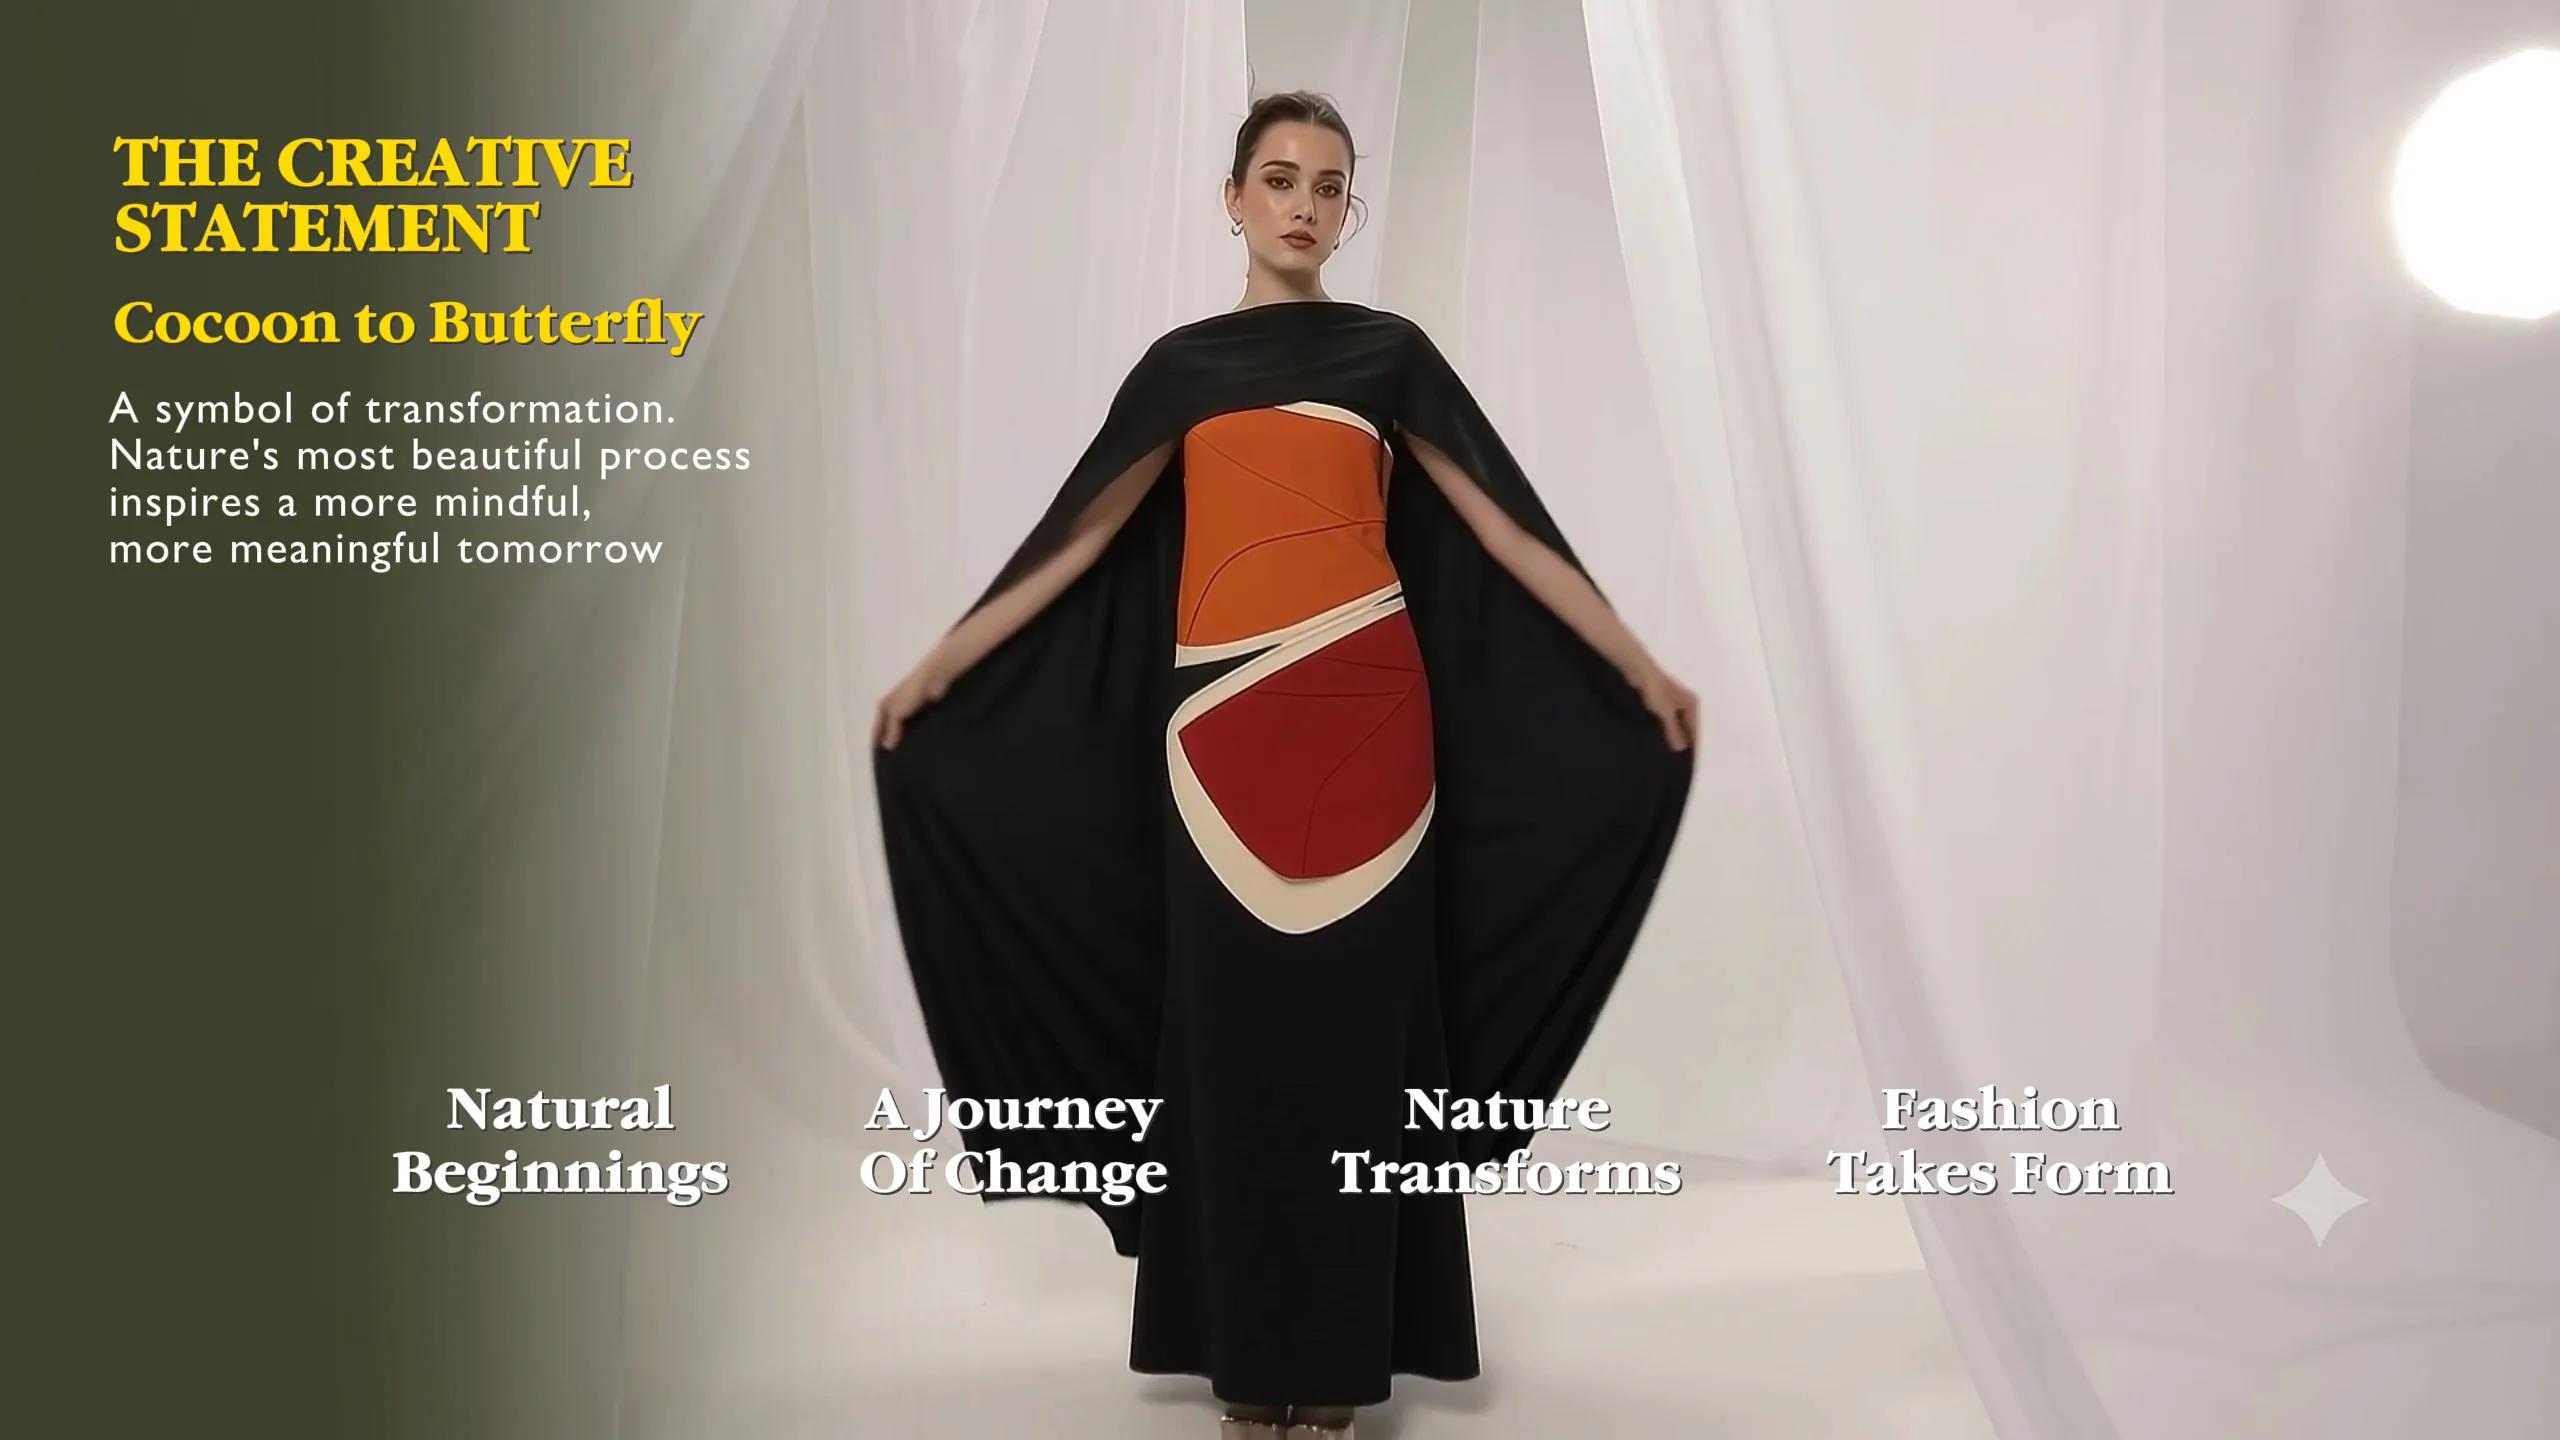 THE CREATIVE
STATEMENT
Cocoon to Butterfly
A symbol of transformation.
Nature's most beautiful process
inspires a more mindful,
more meaningful tomorrow
Natural
Beginnings
A Journey
Of Change
Nature
Transforms
Fashion
Takes Form